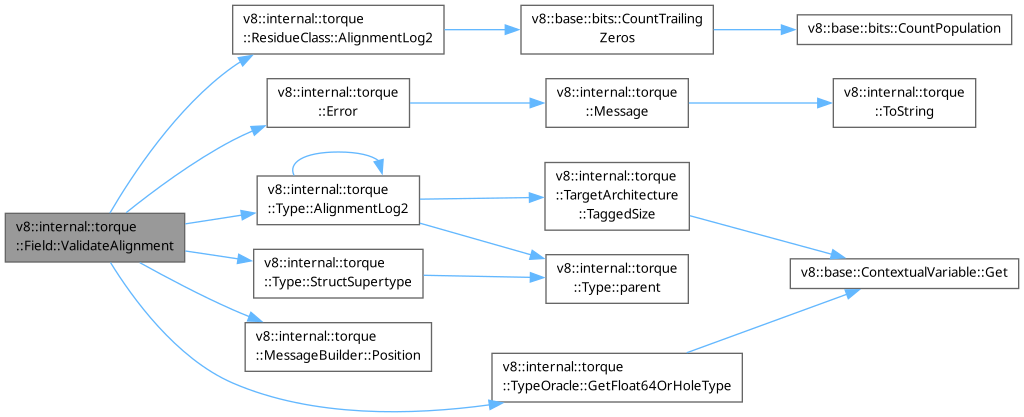 v8::internal::torque
::ResidueClass::AlignmentLog2
v8::base::bits::CountTrailing
Zeros
v8::base::bits::CountPopulation
v8::internal::torque
::Error
v8::internal::torque
::Message
v8::internal::torque
::ToString
v8::internal::torque
::Type::AlignmentLog2
v8::internal::torque
::TargetArchitecture
::TaggedSize
v8::internal::torque
::Field::ValidateAlignment
v8::internal::torque
::Type::StructSupertype
v8::internal::torque
::Type::parent
v8::base::ContextualVariable::Get
v8::internal::torque
::MessageBuilder::Position
v8::internal::torque
::TypeOracle::GetFloat64OrHoleType